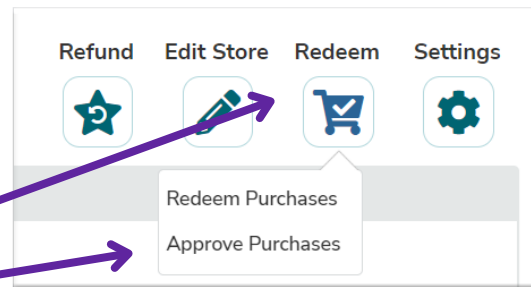 Refund Edit Store Redeem Settings
Redeem Purchases
Approve Purchases